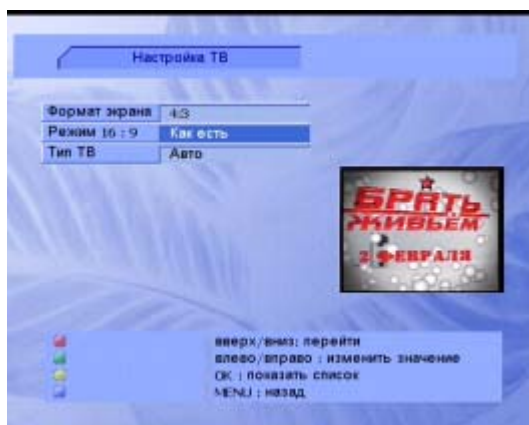 Настройка ТВ
Формат экрана 4:3
Режим 16 : 9 Как есть
Тип ТВ Авто
БРАТЬ
ЖИВЬЁМ
2 ФЕВРАЛЯ
вверх/вниз: перейти
влево/вправо : изменить значение
OK : показать список
MENU : назад